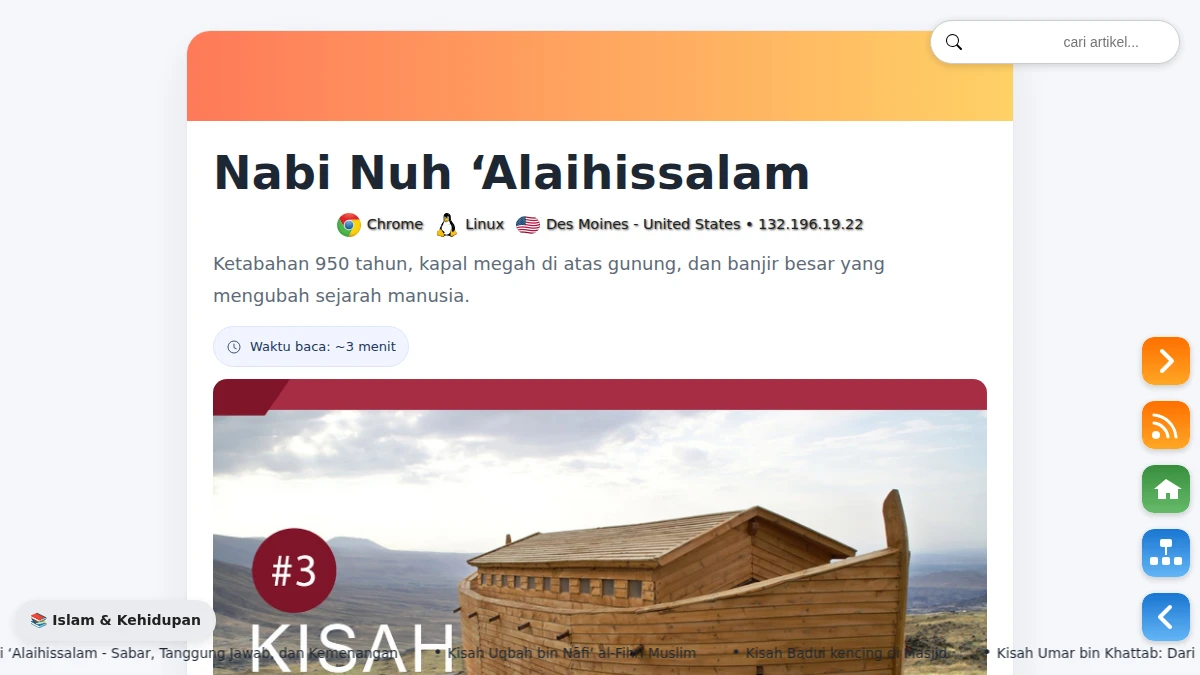 cari artikel...
Nabi Nuh ‘Alaihissalam
Chrome Linux Des Moines - United States • 132.196.19.22
Ketabahan 950 tahun, kapal megah di atas gunung, dan banjir besar yang
mengubah sejarah manusia.
Waktu baca: ~3 menit
#3
KISAH
📚 Islam & Kehidupan
i ‘Alaihissalam - Sabar, Tanggung Jawab, dan Kemenangan • Kisah Uqbah bin Nāfi‘ al-Fihri Muslim • Kisah Badui kencing di Masjid • Kisah Umar bin Khattab: Dari